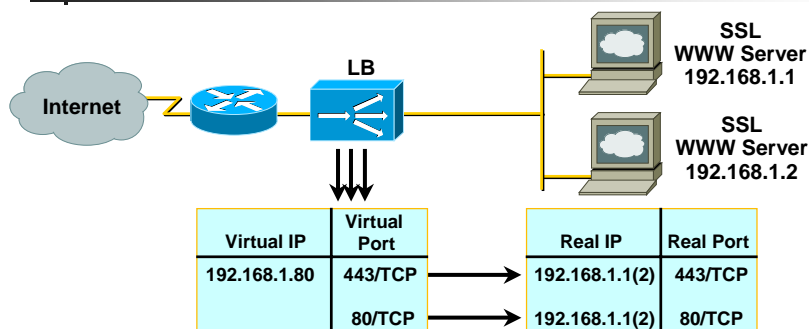 SSL
WWW Server
192.168.1.1
LB
Internet
SSL
WWW Server
192.168.1.2
Virtual IP
Virtual
Port
Real IP
Real Port
192.168.1.80
443/TCP
192.168.1.1(2)
443/TCP
80/TCP
192.168.1.1(2)
80/TCP